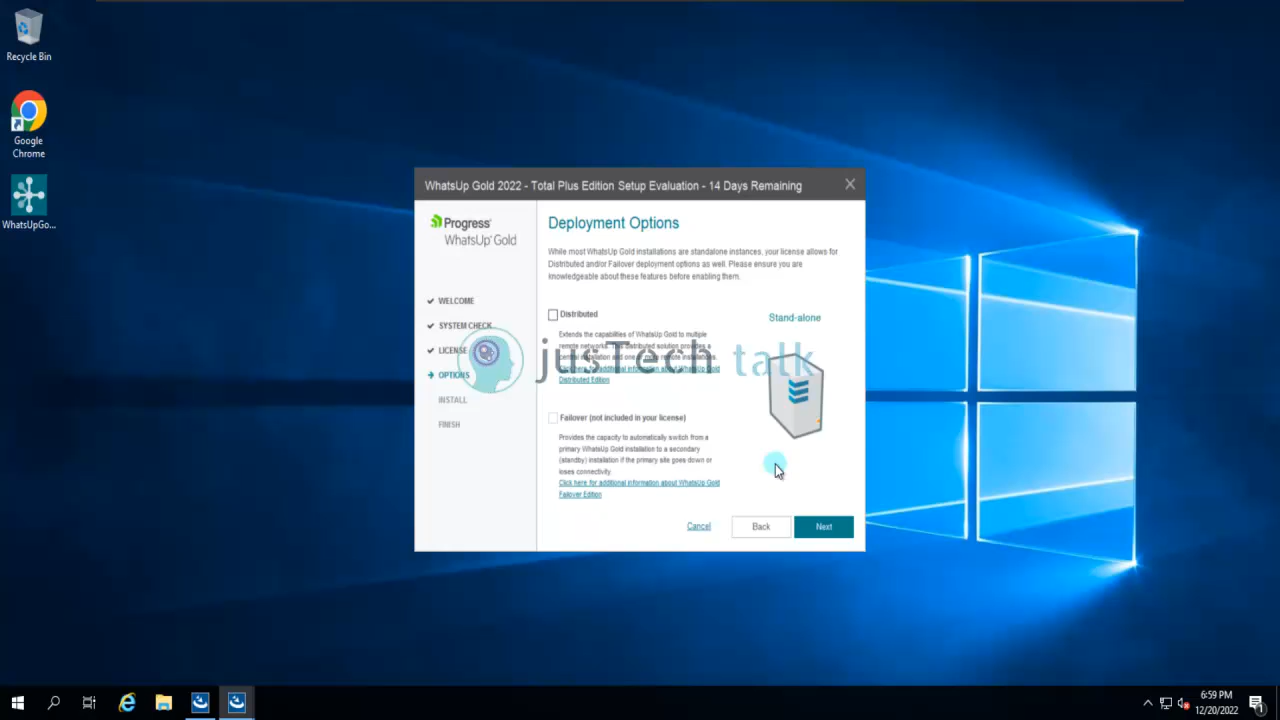 Recycle Bin
Google
Chrome
WhatsUpGo...
WhatsUp Gold 2022 - Total Plus Edition Setup Evaluation - 14 Days Remaining
Progress
WhatsUp Gold
WELCOME
SYSTEM CHECK
LICENSE
OPTIONS
INSTALL
FINISH
Deployment Options
While most WhatsUp Gold installations are standalone instances, your license allows for
Distributed and/or Failover deployment options as well. Please ensure you are
knowledgeable about these features before enabling them.
Distributed
Extends the capabilities of WhatsUp Gold to multiple
remote networks. This distributed solution provides a
central installation and one or more remote installations.
Click here for additional information about WhatsUp Gold
Distributed Edition
Stand-alone
jusTech talk
Failover (not included in your license)
Provides the capacity to automatically switch from a
primary WhatsUp Gold installation to a secondary
(standby) installation if the primary site goes down or
loses connectivity.
Click here for additional information about WhatsUp Gold
Failover Edition
Cancel
Back
Next
6:59 PM
12/20/2022
1